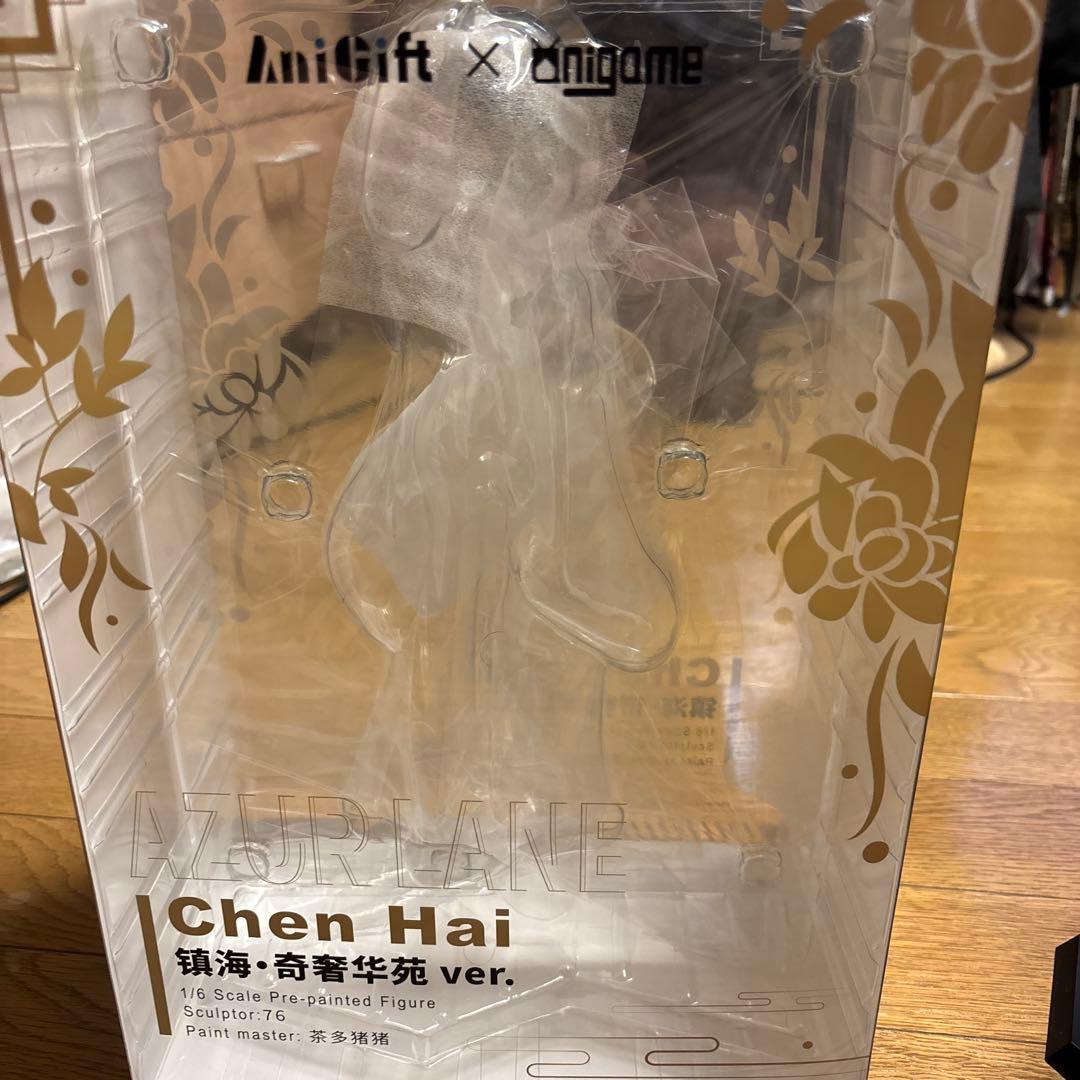 AniGift × Anigame
AZUR LANE
Chen Hai
镇海·奇奢华苑 ver.
1/6 Scale Pre-painted Figure
Sculptor:76
Paint master: 茶多猪猪